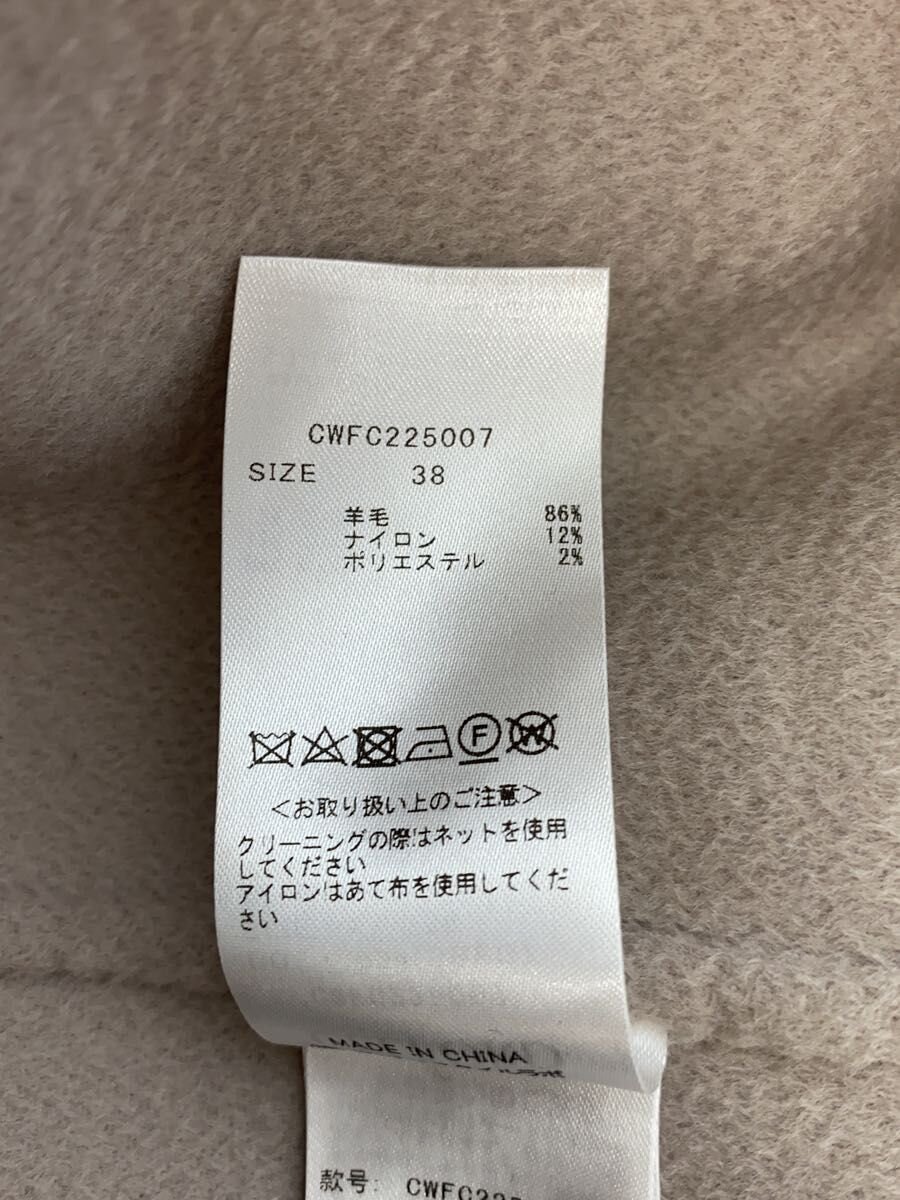 CWFC225007
SIZE 38
羊毛 86%
ナイロン 12%
ポリエステル 2%
F W
<お取り扱い上のご注意>
クリーニングの際はネットを使用
してください
アイロンはあて布を使用してくだ
さい
MADE IN CHINA
款号: CWFC225